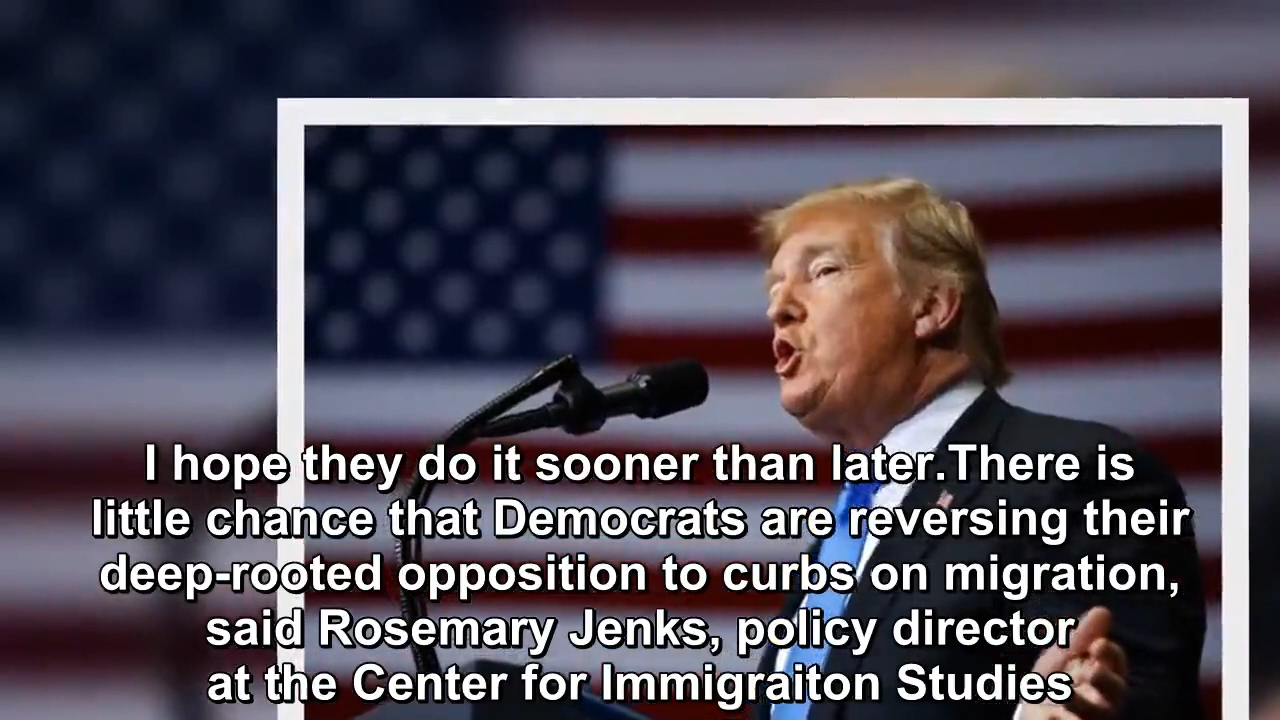 I hope they do it sooner than later.There is
little chance that Democrats are reversing their
deep-rooted opposition to curbs on migration,
said Rosemary Jenks, policy director
at the Center for Immigraiton Studies